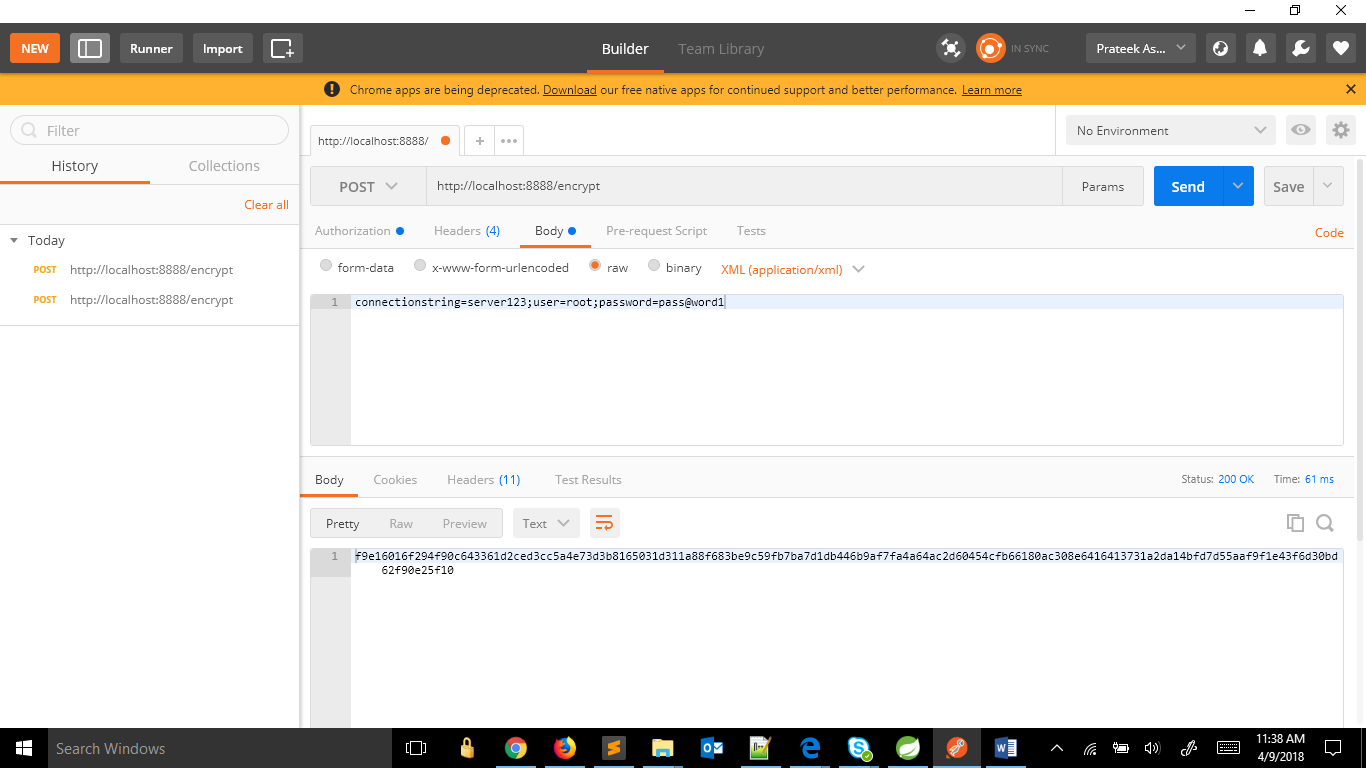 NEW Runner Import Builder Team Library IN SYNC Prateek As...
Chrome apps are being deprecated. Download our free native apps for continued support and better performance. Learn more
Filter
History Collections
Clear all
Today
POST http://localhost:8888/encrypt
POST http://localhost:8888/encrypt
http://localhost:8888/ + •••
No Environment
POST http://localhost:8888/encrypt Params Send Save
Authorization Headers (4) Body Pre-request Script Tests Code
form-data x-www-form-urlencoded raw binary XML (application/xml)
1 connectionstring=server123;user=root;password=pass@word1
Body Cookies Headers (11) Test Results Status: 200 OK Time: 61 ms
Pretty Raw Preview Text
1 f9e16016f294f90c643361d2ced3cc5a4e73d3b8165031d311a88f683be9c59fb7ba7d1db446b9af7fa4a64ac2d60454cfb66180ac308e6416413731a2da14bfd7d55aaf9f1e43f6d30bd
62f90e25f10
Search Windows
11:38 AM
4/9/2018